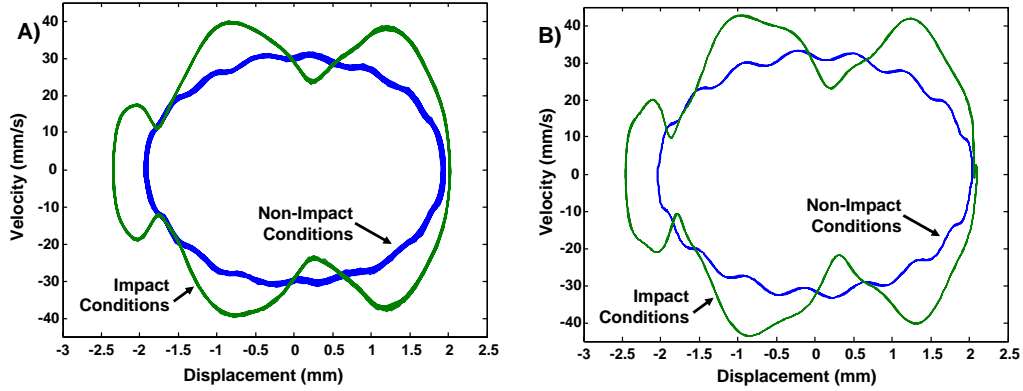 A)
40
30
20
10
0
-10
-20
-30
-40
Velocity (mm/s)
Non-Impact
Conditions
Impact
Conditions
-3 -2.5 -2 -1.5 -1 -0.5 0 0.5 1 1.5 2 2.5
Displacement (mm)
B)
40
30
20
10
0
-10
-20
-30
-40
Velocity (mm/s)
Non-Impact
Conditions
Impact
Conditions
-3 -2.5 -2 -1.5 -1 -0.5 0 0.5 1 1.5 2 2.5
Displacement (mm)